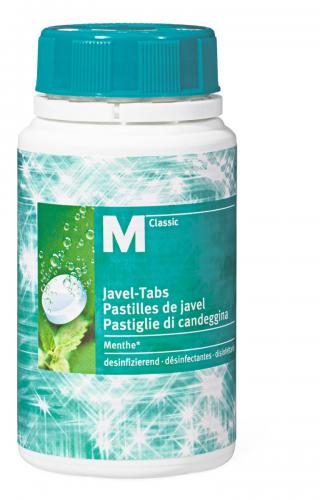 M Classic
Javel-Tabs
Pastilles de javel
Pastiglie di candeggina
Menthe*
desinfizierend · désinfectantes ·